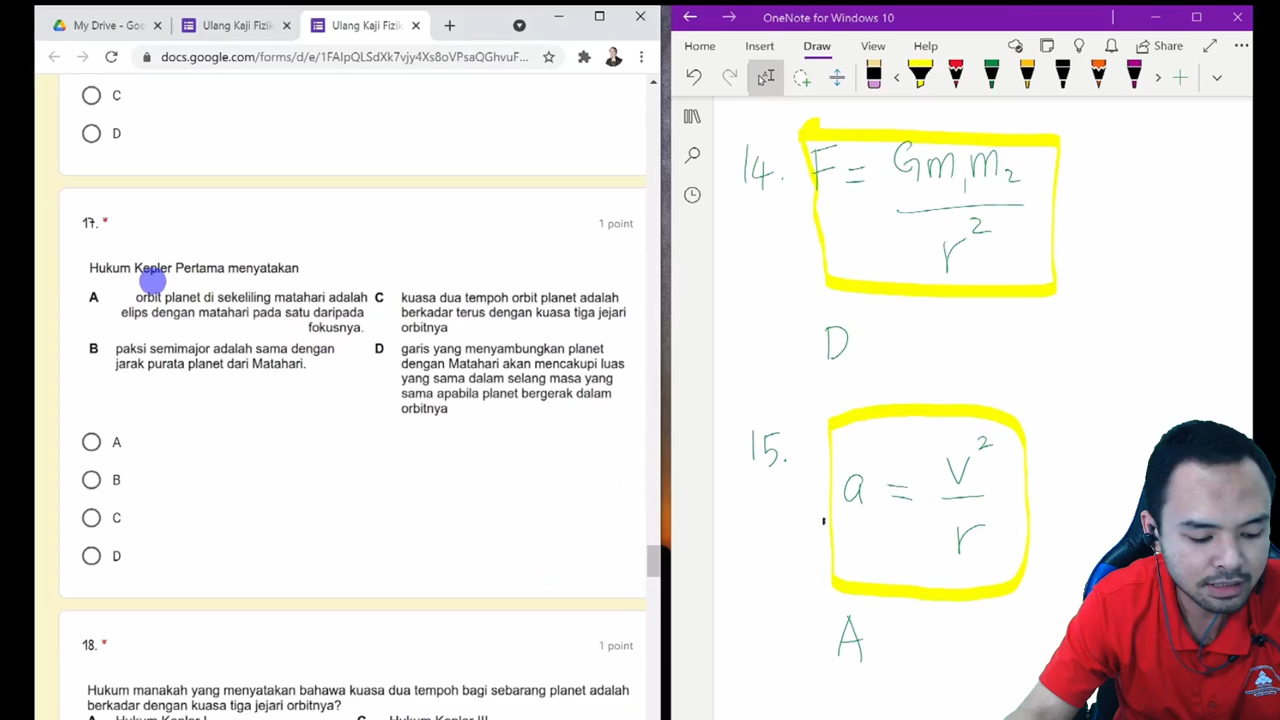 My Drive -
Ulang Kaji Fizik
Ulang Kaji Fizik
docs.google.com/forms/d/e/1FAIpQLSdXk7vjy4Xs8oVPsaQGhvuF...
C
D
17. *
1 point
Hukum Kepler Pertama menyatakan
A orbit planet di sekeliling matahari adalah
elips dengan matahari pada satu daripada
fokusnya.
B paksi semimajor adalah sama dengan
jarak purata planet dari Matahari.
C kuasa dua tempoh orbit planet adalah
berkadar terus dengan kuasa tiga jejari
orbitnya
D garis yang menyambungkan planet
dengan Matahari akan mencakupi luas
yang sama dalam selang masa yang
sama apabila planet bergerak dalam
orbitnya
A
B
C
D
18. *
1 point
Hukum manakah yang menyatakan bahawa kuasa dua tempoh bagi sebarang planet adalah
berkadar dengan kuasa tiga jejari orbitnya?
A Hukum Kepler I
C Hukum Kepler III
OneNote for Windows 10
Home Insert Draw View Help
Share
14. F = Gm₁m₂ / r²
D
15. a = v² / r
A